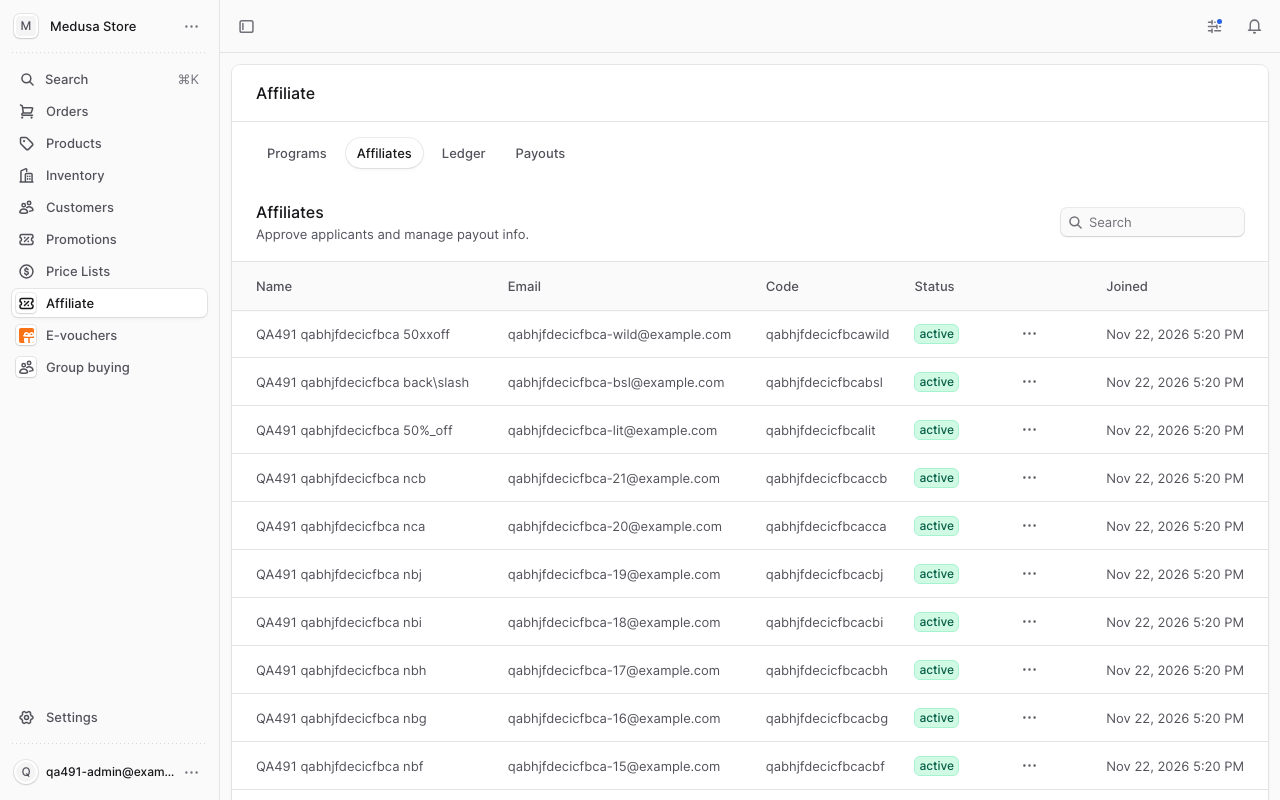 M Medusa Store
Search ⌘K
Orders
Products
Inventory
Customers
Promotions
Price Lists
Affiliate
E-vouchers
Group buying
Settings
Q qa491-admin@exam...
Affiliate
Programs Affiliates Ledger Payouts
Affiliates
Approve applicants and manage payout info.
Search
Name Email Code Status Joined
QA491 qabhjfdecicfbca 50xxoff qabhjfdecicfbca-wild@example.com qabhjfdecicfbcawild active Nov 22, 2026 5:20 PM
QA491 qabhjfdecicfbca back\slash qabhjfdecicfbca-bsl@example.com qabhjfdecicfbcabsl active Nov 22, 2026 5:20 PM
QA491 qabhjfdecicfbca 50%_off qabhjfdecicfbca-lit@example.com qabhjfdecicfbcalit active Nov 22, 2026 5:20 PM
QA491 qabhjfdecicfbca ncb qabhjfdecicfbca-21@example.com qabhjfdecicfbcaccb active Nov 22, 2026 5:20 PM
QA491 qabhjfdecicfbca nca qabhjfdecicfbca-20@example.com qabhjfdecicfbcacca active Nov 22, 2026 5:20 PM
QA491 qabhjfdecicfbca nbj qabhjfdecicfbca-19@example.com qabhjfdecicfbcacbj active Nov 22, 2026 5:20 PM
QA491 qabhjfdecicfbca nbi qabhjfdecicfbca-18@example.com qabhjfdecicfbcacbi active Nov 22, 2026 5:20 PM
QA491 qabhjfdecicfbca nbh qabhjfdecicfbca-17@example.com qabhjfdecicfbcacbh active Nov 22, 2026 5:20 PM
QA491 qabhjfdecicfbca nbg qabhjfdecicfbca-16@example.com qabhjfdecicfbcacbg active Nov 22, 2026 5:20 PM
QA491 qabhjfdecicfbca nbf qabhjfdecicfbca-15@example.com qabhjfdecicfbcacbf active Nov 22, 2026 5:20 PM